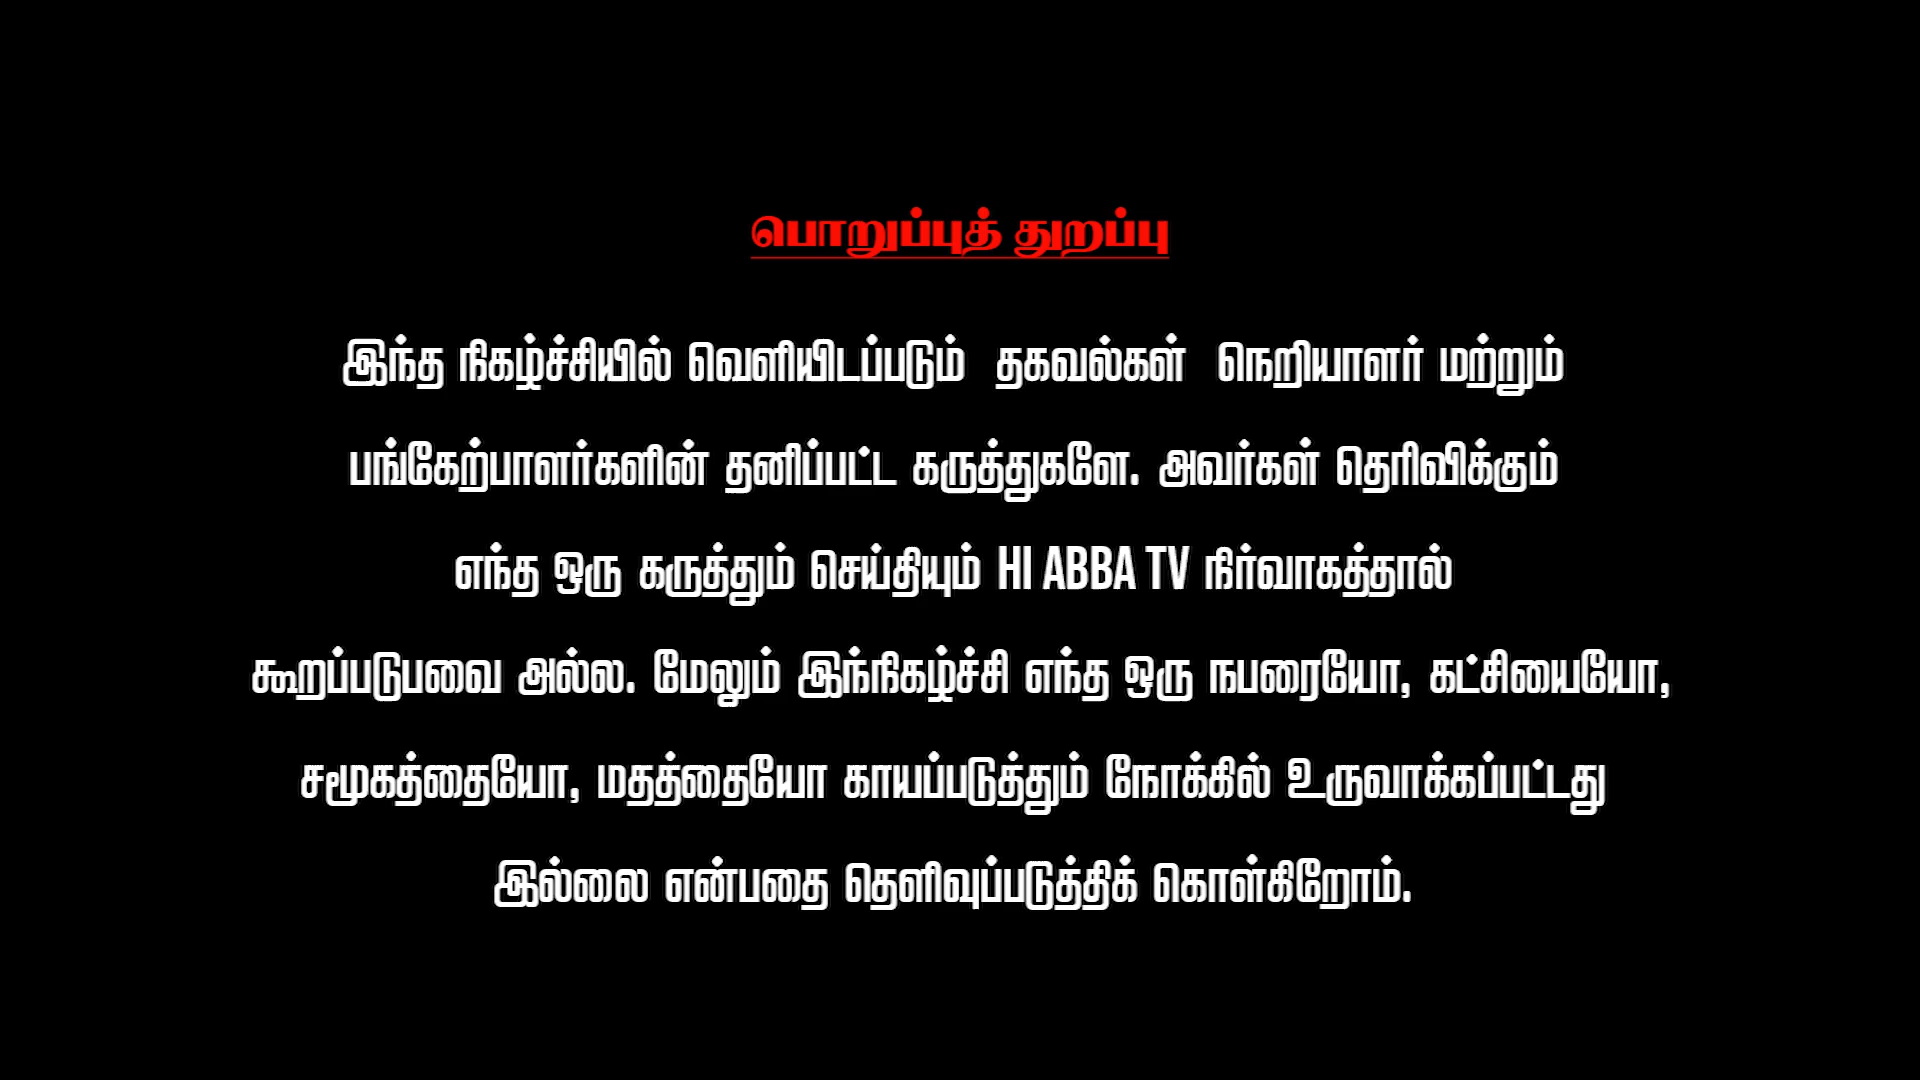 பொறுப்புத் துறப்பு
இந்த நிகழ்ச்சியில் வெளியிடப்படும் தகவல்கள் நெறியாளர் மற்றும்
பங்கேற்பாளர்களின் தனிப்பட்ட கருத்துகளே. அவர்கள் தெரிவிக்கும்
எந்த ஒரு கருத்தும் செய்தியும் HI ABBA TV நிர்வாகத்தால்
கூறப்படுபவை அல்ல. மேலும் இந்நிகழ்ச்சி எந்த ஒரு நபரையோ, கட்சியையோ,
சமூகத்தையோ, மதத்தையோ காயப்படுத்தும் நோக்கில் உருவாக்கப்பட்டது
இல்லை என்பதை தெளிவுப்படுத்திக் கொள்கிறோம்.